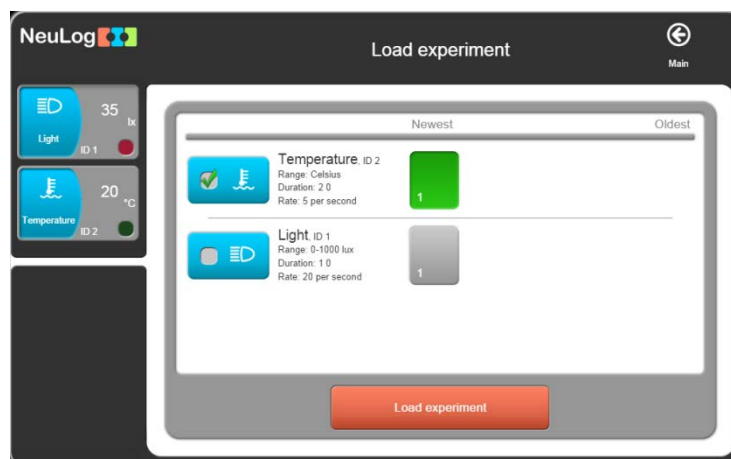 NeuLog
Load experiment
Main
35 lx
Light
ID 1
20 °C
Temperature
ID 2
Newest
Oldest
Temperature, ID 2
Range: Celsius
Duration: 2 0
Rate: 5 per second
1
Light, ID 1
Range: 0-1000 lux
Duration: 1 0
Rate: 20 per second
1
Load experiment